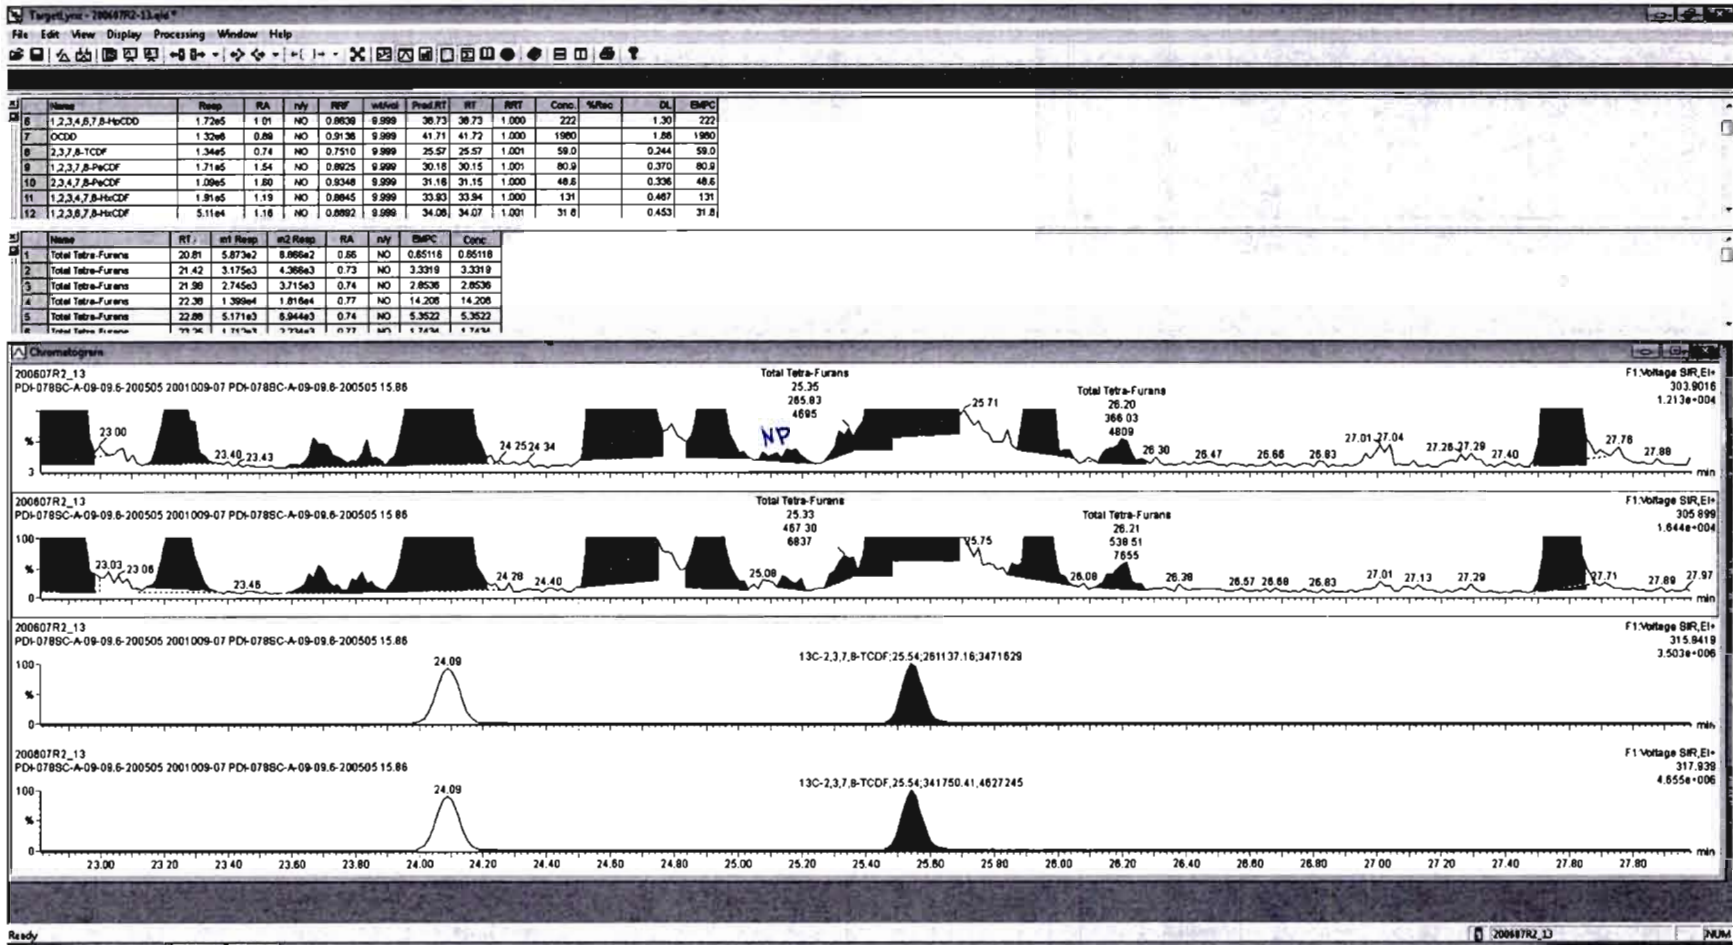 TargetLynx - 200607R2-13.qld *
File Edit View Display Processing Window Help
Name Resp RA n/y RRF wt/vol Pred.RT RT RRT Conc. %Rec DL EMPC
6 1,2,3,4,6,7,8-HpCDD 1.72e5 1.01 NO 0.8639 9.999 38.73 38.73 1.000 222 1.30 222
7 OCDD 1.32e6 0.89 NO 0.9136 9.999 41.71 41.72 1.000 1980 1.86 1980
8 2,3,7,8-TCDF 1.34e5 0.74 NO 0.7510 9.999 25.57 25.57 1.001 59.0 0.244 59.0
9 1,2,3,7,8-PeCDF 1.71e5 1.54 NO 0.8925 9.999 30.16 30.15 1.001 80.9 0.370 80.9
10 2,3,4,7,8-PeCDF 1.09e5 1.60 NO 0.9348 9.999 31.16 31.15 1.000 48.6 0.336 48.6
11 1,2,3,4,7,8-HxCDF 1.91e5 1.19 NO 0.8645 9.999 33.93 33.94 1.000 131 0.467 131
12 1,2,3,6,7,8-HxCDF 5.11e4 1.16 NO 0.8892 9.999 34.06 34.07 1.001 31.8 0.453 31.8
Name RT m1 Resp m2 Resp RA n/y EMPC Conc.
1 Total Tetra-Furans 20.81 5.873e2 8.866e2 0.66 NO 0.65116 0.65116
2 Total Tetra-Furans 21.42 3.175e3 4.366e3 0.73 NO 3.3319 3.3319
3 Total Tetra-Furans 21.98 2.745e3 3.715e3 0.74 NO 2.8536 2.8536
4 Total Tetra-Furans 22.36 1.399e4 1.816e4 0.77 NO 14.206 14.206
5 Total Tetra-Furans 22.88 5.171e3 6.944e3 0.74 NO 5.3522 5.3522
Total Tetra-Furans 0.77 NO 1.7434 1.7434
Chromatogram
200607R2_13
PDI-078SC-A-09-09.6-200505 2001009-07 PDI-078SC-A-09-09.6-200505 15.86
F1:Voltage SIR,EI+
303.9016
1.213e+004
Total Tetra-Furans
25.35
265.83
4695
Total Tetra-Furans
26.20
366.03
4809
NP
%
3
23.00 23.40 23.43 24.25 24.34 25.71 26.30 26.47 26.66 26.83 27.01 27.04 27.26 27.29 27.40 27.76 27.88
min
200607R2_13
PDI-078SC-A-09-09.6-200505 2001009-07 PDI-078SC-A-09-09.6-200505 15.86
F1:Voltage SIR,EI+
305.899
1.644e+004
Total Tetra-Furans
25.33
467.30
6837
Total Tetra-Furans
26.21
538.51
7655
100
%
0
23.03 23.06 23.46 24.28 24.40 25.08 25.75 26.08 26.38 26.57 26.68 26.83 27.01 27.13 27.29 27.71 27.89 27.97
min
200607R2_13
PDI-078SC-A-09-09.6-200505 2001009-07 PDI-078SC-A-09-09.6-200505 15.86
F1:Voltage SIR,EI+
315.9419
3.503e+006
100
%
0
24.09
13C-2,3,7,8-TCDF;25.54;261137.16;3471629
min
200607R2_13
PDI-078SC-A-09-09.6-200505 2001009-07 PDI-078SC-A-09-09.6-200505 15.86
F1:Voltage SIR,EI+
317.939
4.655e+006
100
%
0
24.09
13C-2,3,7,8-TCDF;25.54;341750.41;4627245
min
23.00 23.20 23.40 23.60 23.80 24.00 24.20 24.40 24.60 24.80 25.00 25.20 25.40 25.60 25.80 26.00 26.20 26.40 26.60 26.80 27.00 27.20 27.40 27.60 27.80
Ready
200607R2_13
NUM